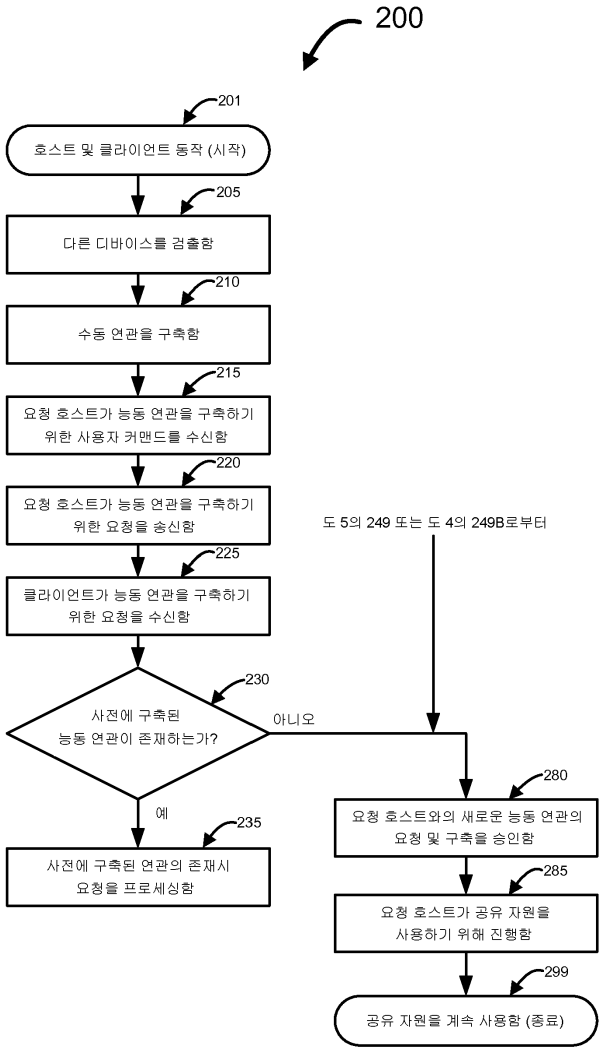 200
201
호스트 및 클라이언트 동작 (시작)
205
다른 디바이스를 검출함
210
수동 연관을 구축함
215
요청 호스트가 능동 연관을 구축하기
위한 사용자 커맨드를 수신함
220
요청 호스트가 능동 연관을 구축하기
위한 요청을 송신함
225
클라이언트가 능동 연관을 구축하기
위한 요청을 수신함
230
사전에 구축된
능동 연관이 존재하는가?
아니오
예
235
사전에 구축된 연관의 존재시
요청을 프로세싱함
도 5의 249 또는 도 4의 249B로부터
280
요청 호스트와의 새로운 능동 연관의
요청 및 구축을 승인함
285
요청 호스트가 공유 자원을
사용하기 위해 진행함
299
공유 자원을 계속 사용함 (종료)